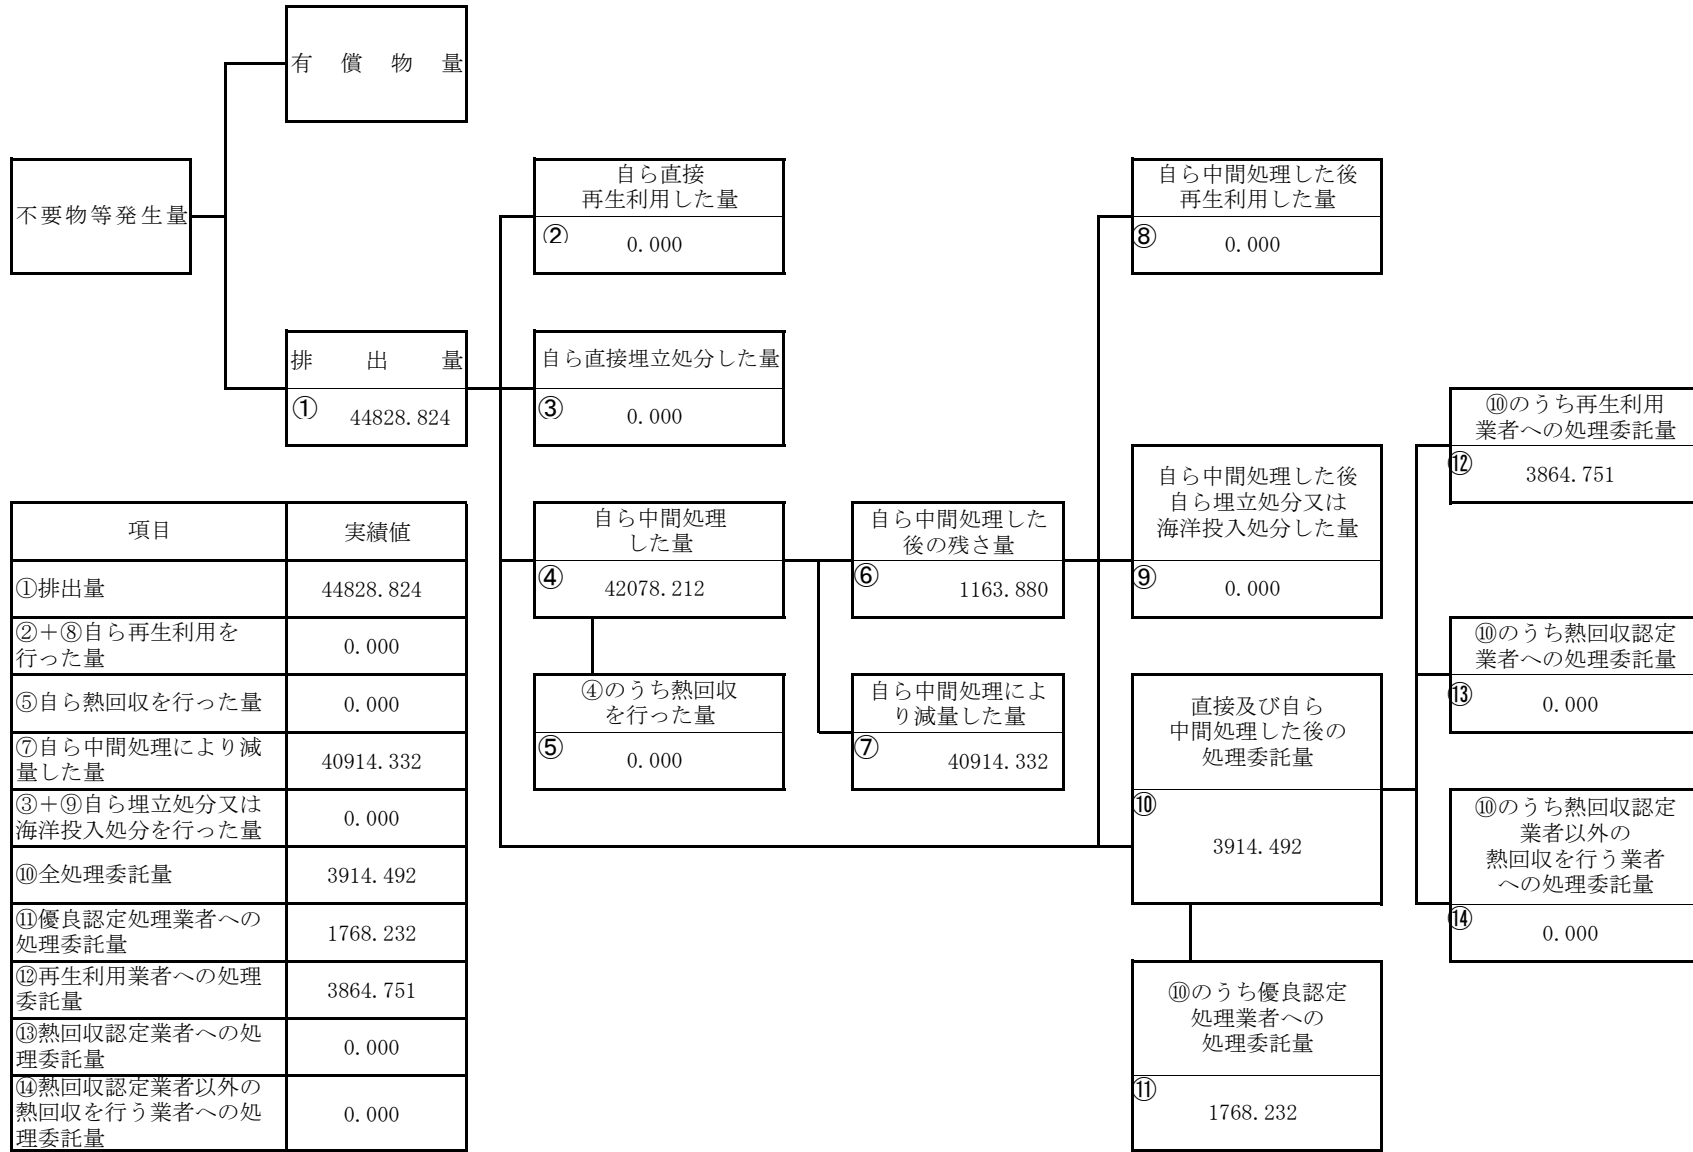 有償物量
不要物等発生量
自ら直接
再生利用した量
② 0.000
自ら中間処理した後
再生利用した量
⑧ 0.000
排出量
① 44828.824
自ら直接埋立処分した量
③ 0.000
⑩のうち再生利用
業者への処理委託量
⑫ 3864.751
自ら中間処理
した量
④ 42078.212
自ら中間処理した
後の残さ量
⑥ 1163.880
自ら中間処理した後
自ら埋立処分又は
海洋投入処分した量
⑨ 0.000
⑩のうち熱回収認定
業者への処理委託量
⑬ 0.000
④のうち熱回収
を行った量
⑤ 0.000
自ら中間処理によ
り減量した量
⑦ 40914.332
直接及び自ら
中間処理した後の
処理委託量
⑩
3914.492
⑩のうち熱回収認定
業者以外の
熱回収を行う業者
への処理委託量
⑭ 0.000
⑩のうち優良認定
処理業者への
処理委託量
⑪
1768.232
項目 実績値
①排出量 44828.824
②＋⑧自ら再生利用を
行った量 0.000
⑤自ら熱回収を行った量 0.000
⑦自ら中間処理により減
量した量 40914.332
③＋⑨自ら埋立処分又は
海洋投入処分を行った量 0.000
⑩全処理委託量 3914.492
⑪優良認定処理業者への
処理委託量 1768.232
⑫再生利用業者への処理
委託量 3864.751
⑬熱回収認定業者への処
理委託量 0.000
⑭熱回収認定業者以外の
熱回収を行う業者への処
理委託量 0.000